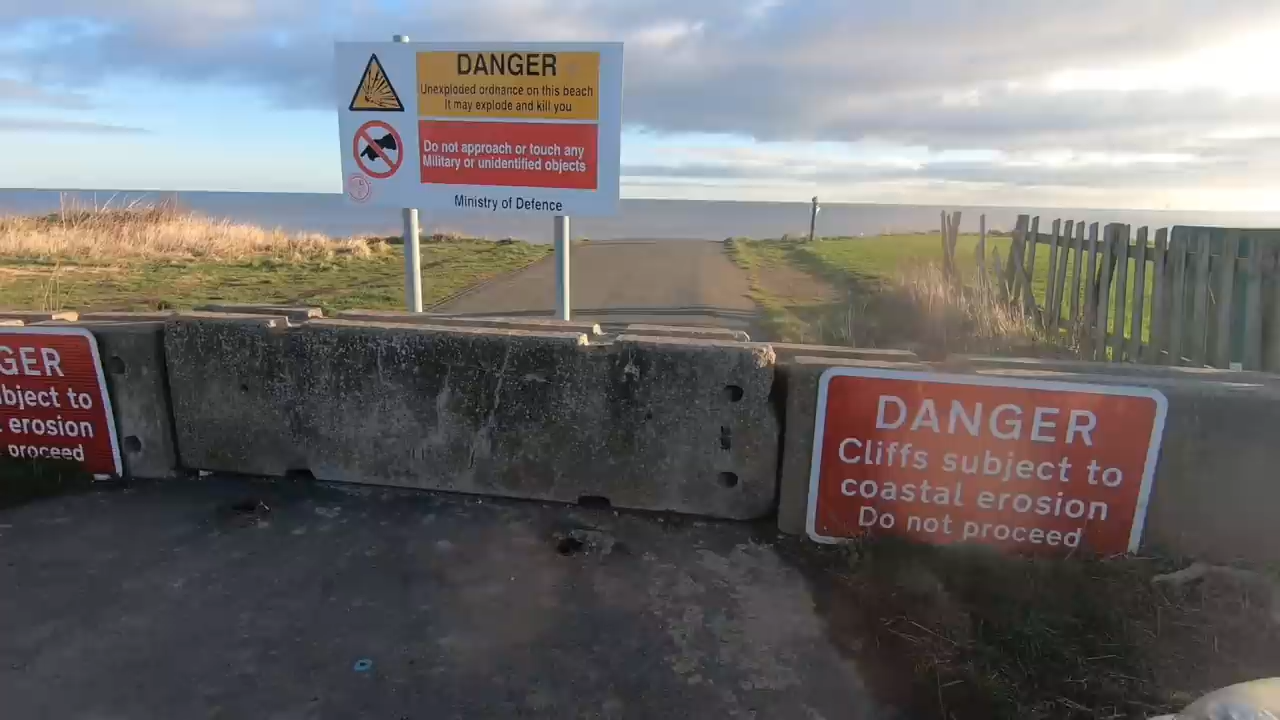 DANGER
Unexploded ordnance on this beach
It may explode and kill you
Do not approach or touch any
Military or unidentified objects
Ministry of Defence
GER
bject to
erosion
proceed
DANGER
Cliffs subject to
coastal erosion
Do not proceed